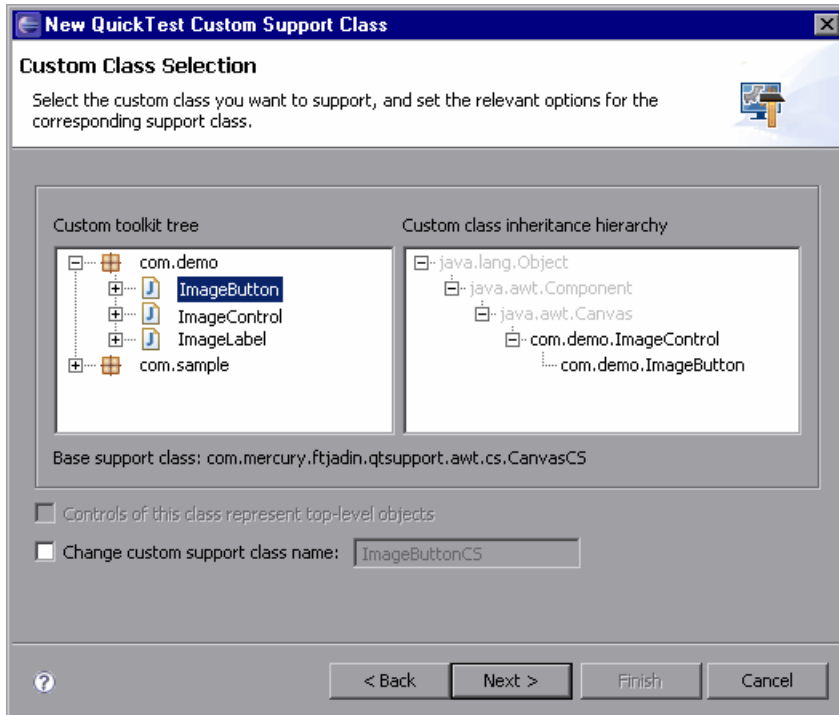 New QuickTest Custom Support Class
Custom Class Selection
Select the custom class you want to support, and set the relevant options for the
corresponding support class.
Custom toolkit tree
com.demo
ImageButton
ImageControl
ImageLabel
com.sample
Custom class inheritance hierarchy
java.lang.Object
java.awt.Component
java.awt.Canvas
com.demo.ImageControl
com.demo.ImageButton
Base support class: com.mercury.ftjadin.qtsupport.awt.cs.CanvasCS
Controls of this class represent top-level objects
Change custom support class name: ImageButtonCS
< Back Next > Finish Cancel